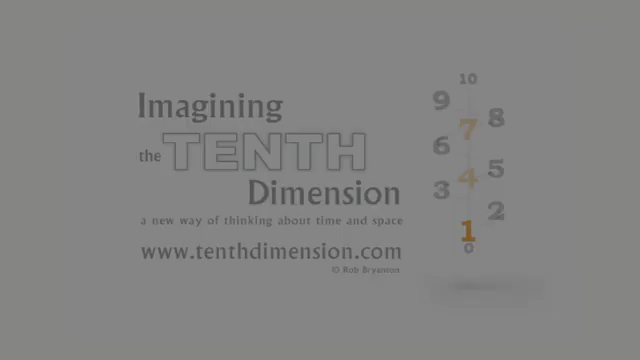 Imagining
the TENTH
Dimension
a new way of thinking about time and space
www.tenthdimension.com
© Rob Bryanton
10
9
8
7
6
5
4
3
2
1
0